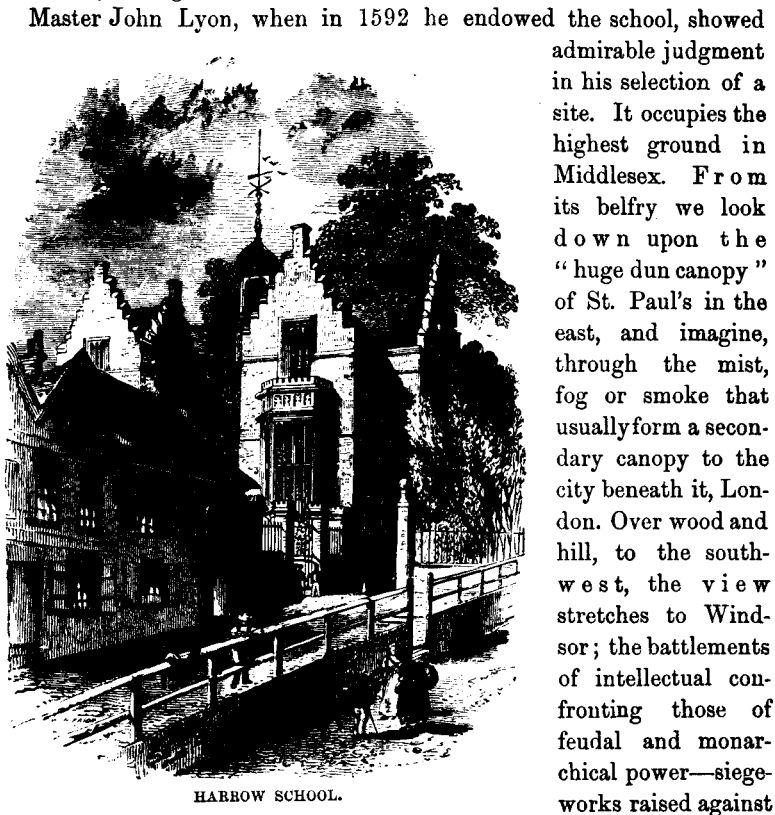 Master John Lyon, when in 1592 he endowed the school, showed
admirable judgment
in his selection of a
site. It occupies the
highest ground in
Middlesex. From
its belfry we look
down upon the
“huge dun canopy”
of St. Paul's in the
east, and imagine,
through the mist,
fog or smoke that
usually form a secon-
dary canopy to the
city beneath it, Lon-
don. Over wood and
hill, to the south-
west, the view
stretches to Wind-
sor; the battlements
of intellectual con-
fronting those of
feudal and monar-
chical power—siege-
works raised against
HARROW SCHOOL.